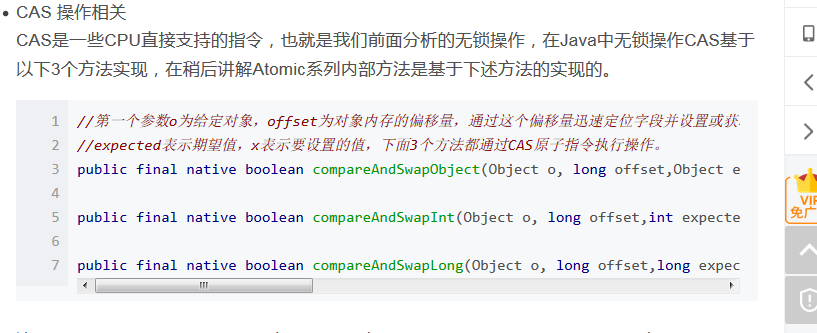 CAS 操作相关
CAS是一些CPU直接支持的指令，也就是我们前面分析的无锁操作，在Java中无锁操作CAS基于
以下3个方法实现，在稍后讲解Atomic系列内部方法是基于下述方法的实现的。
1 //第一个参数o为给定对象，offset为对象内存的偏移量，通过这个偏移量迅速定位字段并设置或获
2 //expected表示期望值，x表示要设置的值，下面3个方法都通过CAS原子指令执行操作。
3 public final native boolean compareAndSwapObject(Object o, long offset,Object e
4
5 public final native boolean compareAndSwapInt(Object o, long offset,int expecte
6
7 public final native boolean compareAndSwapLong(Object o, long offset,long expec
VIP
免广